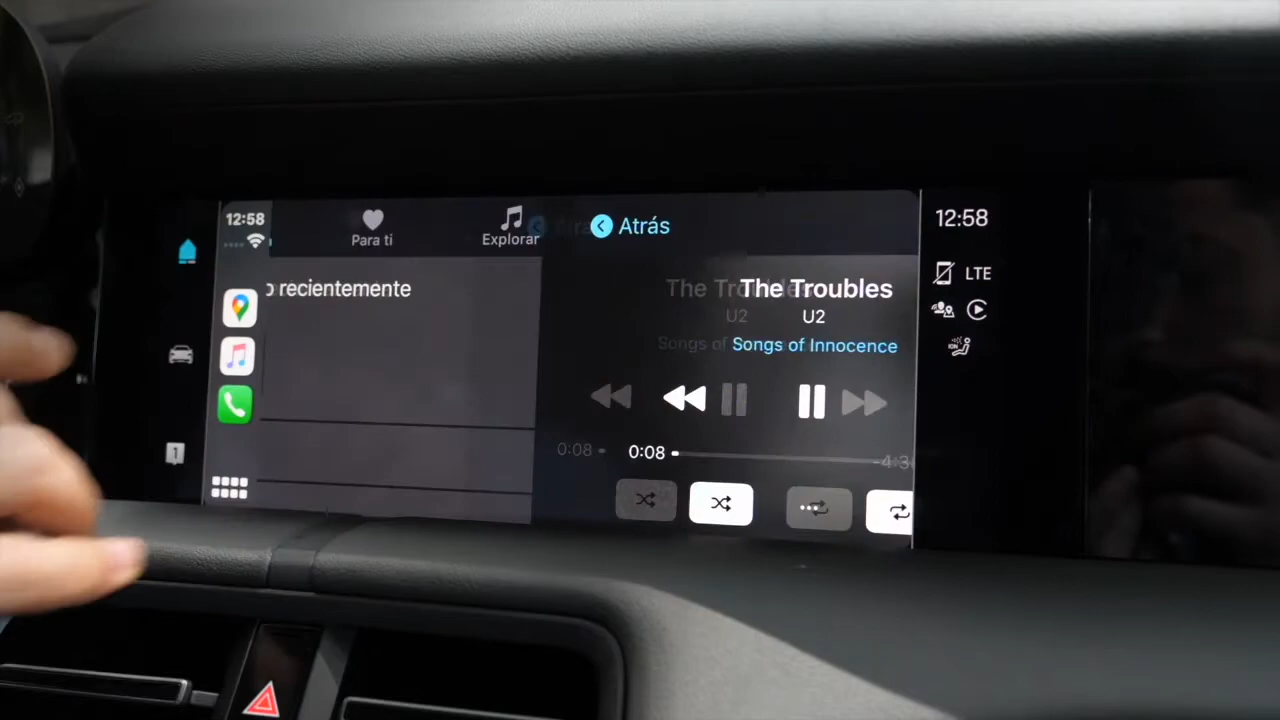 12:58
Para ti
Explorar
Atrás
12:58
LTE
recientemente
The Troubles
U2
Songs of Innocence
0:08
0:08
1